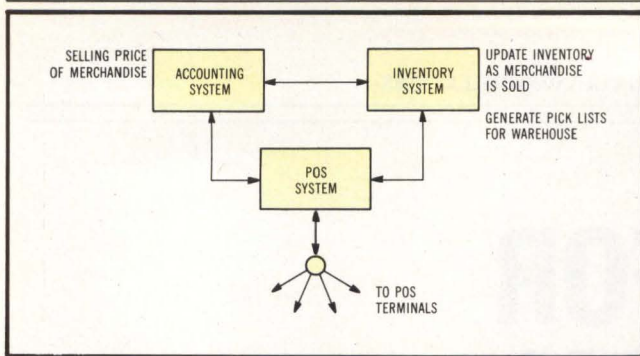 SELLING PRICE
OF MERCHANDISE
ACCOUNTING
SYSTEM
INVENTORY
SYSTEM
UPDATE INVENTORY
AS MERCHANDISE
IS SOLD
GENERATE PICK LISTS
FOR WAREHOUSE
POS
SYSTEM
TO POS
TERMINALS